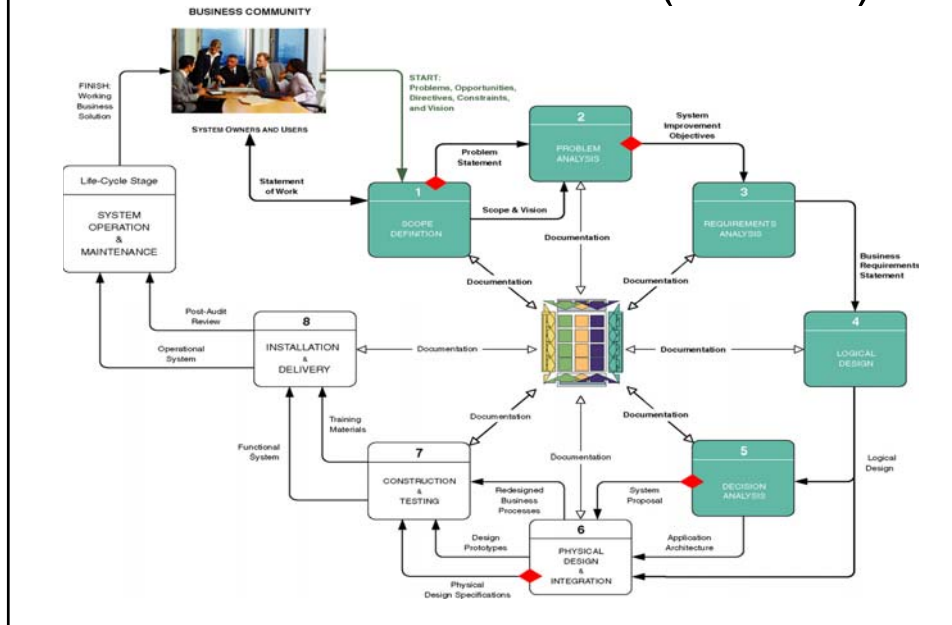 BUSINESS COMMUNITY
SYSTEM OWNERS AND USERS
FINISH:
Working
Business
Solution
START:
Problems, Opportunities,
Directives, Constraints,
and Vision
Statement
of Work
Problem
Statement
Scope & Vision
1
SCOPE
DEFINITION
2
PROBLEM
ANALYSIS
System
Improvement
Objectives
3
REQUIREMENTS
ANALYSIS
Business
Requirements
Statement
4
LOGICAL
DESIGN
Logical
Design
5
DECISION
ANALYSIS
System
Proposal
Application
Architecture
6
PHYSICAL
DESIGN
&
INTEGRATION
Redesigned
Business
Processes
Design
Prototypes
Physical
Design Specifications
7
CONSTRUCTION
&
TESTING
Training
Materials
Functional
System
8
INSTALLATION
&
DELIVERY
Post-Audit
Review
Operational
System
Life-Cycle Stage
SYSTEM
OPERATION
&
MAINTENANCE
Documentation
Documentation
Documentation
Documentation
Documentation
Documentation
Documentation
Documentation